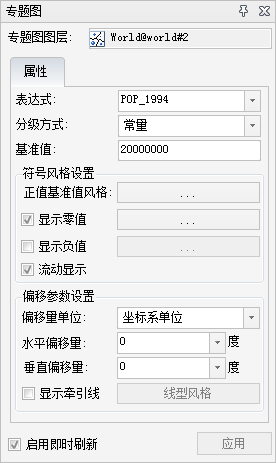 专题图
专题图图层: World@world#2
属性
表达式: POP_1994
分级方式: 常量
基准值: 20000000
符号风格设置
正值基准值风格: ...
显示零值 ...
显示负值 ...
流动显示
偏移参数设置
偏移量单位: 坐标系单位
水平偏移量: 0 度
垂直偏移量: 0 度
显示牵引线 线型风格
启用即时刷新 应用